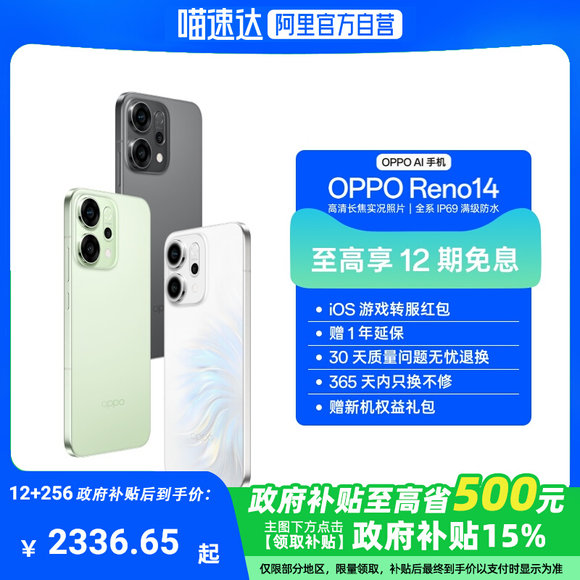 喵速达 阿里官方自营
OPPO AI 手机
OPPO Reno14
高清长焦实况照片 | 全系 IP69 满级防水
至高享 12 期免息
• iOS 游戏转服红包
• 赠 1 年延保
• 30 天质量问题无忧退换
• 365 天内只换不修
• 赠新机权益礼包
oppo
oppo
12+256 政府补贴后到手价:
¥ 2336.65 起
政府补贴至高省500元
主图下方点击
【领取补贴】
政府补贴15%
仅限部分地区,限量领取,补贴后最终到手价以支付时显示为准